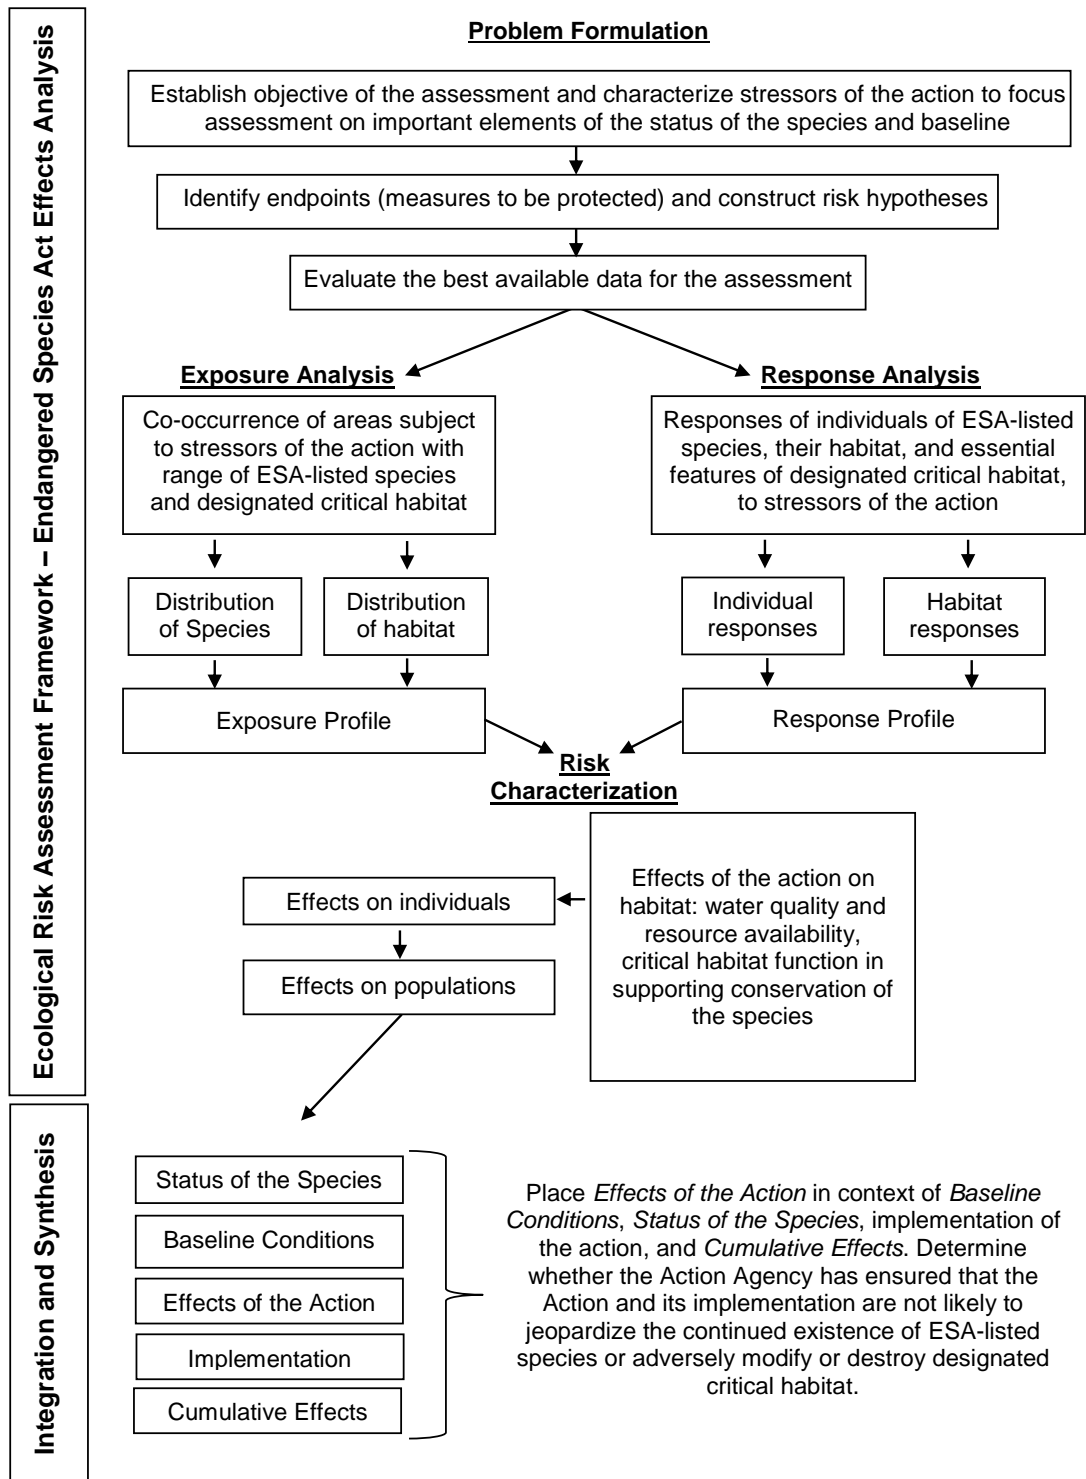 Ecological Risk Assessment Framework – Endangered Species Act Effects Analysis
Problem Formulation
Establish objective of the assessment and characterize stressors of the action to focus
assessment on important elements of the status of the species and baseline
Identify endpoints (measures to be protected) and construct risk hypotheses
Evaluate the best available data for the assessment
Exposure Analysis
Co-occurrence of areas subject
to stressors of the action with
range of ESA-listed species
and designated critical habitat
Distribution
of Species
Distribution
of habitat
Exposure Profile
Response Analysis
Responses of individuals of ESA-listed
species, their habitat, and essential
features of designated critical habitat,
to stressors of the action
Individual
responses
Habitat
responses
Response Profile
Risk
Characterization
Effects on individuals
Effects on populations
Effects of the action on
habitat: water quality and
resource availability,
critical habitat function in
supporting conservation of
the species
Integration and Synthesis
Status of the Species
Baseline Conditions
Effects of the Action
Implementation
Cumulative Effects
Place Effects of the Action in context of Baseline
Conditions, Status of the Species, implementation of
the action, and Cumulative Effects. Determine
whether the Action Agency has ensured that the
Action and its implementation are not likely to
jeopardize the continued existence of ESA-listed
species or adversely modify or destroy designated
critical habitat.